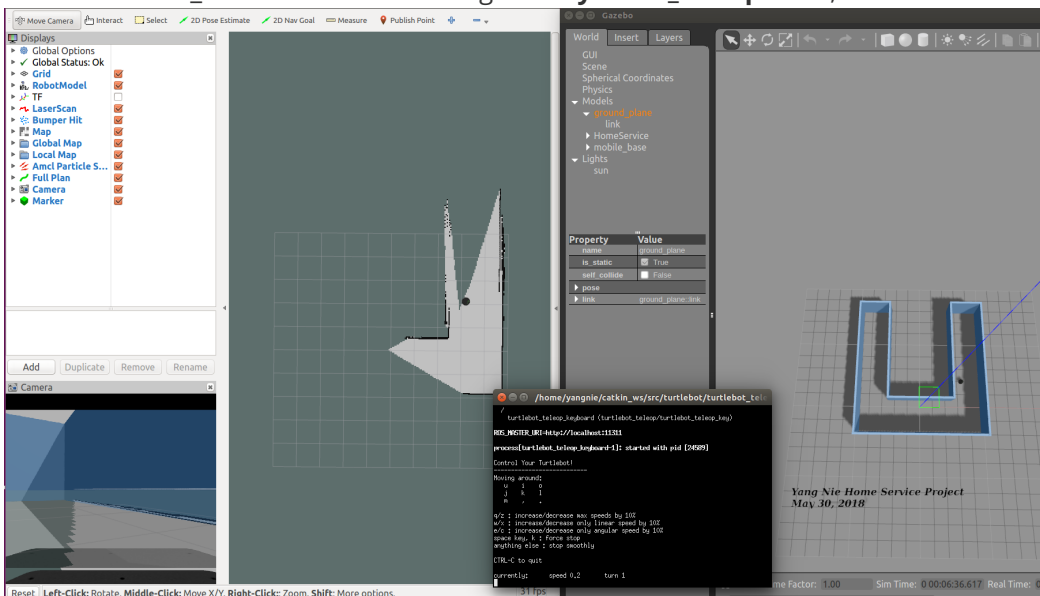 Move Camera Interact Select 2D Pose Estimate 2D Nav Goal Measure Publish Point
Displays
Global Options
Global Status: Ok
Grid
RobotModel
TF
LaserScan
Bumper Hit
Map
Global Map
Local Map
Amcl Particle S...
Full Plan
Camera
Marker
Add Duplicate Remove Rename
Camera
Reset Left-Click: Rotate. Middle-Click: Move X/Y. Right-Click:: Zoom. Shift: More options.
31 fps
Gazebo
World Insert Layers
GUI
Scene
Spherical Coordinates
Physics
Models
ground_plane
link
HomeService
mobile_base
Lights
sun
Property Value
name ground_plane
is_static True
self_collide False
pose
link ground_plane::link
/home/yangnie/catkin_ws/src/turtlebot/turtlebot_tele
/
turtlebot_teleop_keyboard (turtlebot_teleop/turtlebot_teleop_key)
ROS_MASTER_URI=http://localhost:11311
process[turtlebot_teleop_keyboard-1]: started with pid [24589]
Control Your Turtlebot!
---------------------------
Moving around:
u i o
j k l
m , .
q/z : increase/decrease max speeds by 10%
w/x : increase/decrease only linear speed by 10%
e/c : increase/decrease only angular speed by 10%
space key, k : force stop
anything else : stop smoothly
CTRL-C to quit
currently: speed 0.2 turn 1
Yang Nie Home Service Project
May 30, 2018
me Factor: 1.00 Sim Time: 0 00:06:36.617 Real Time: